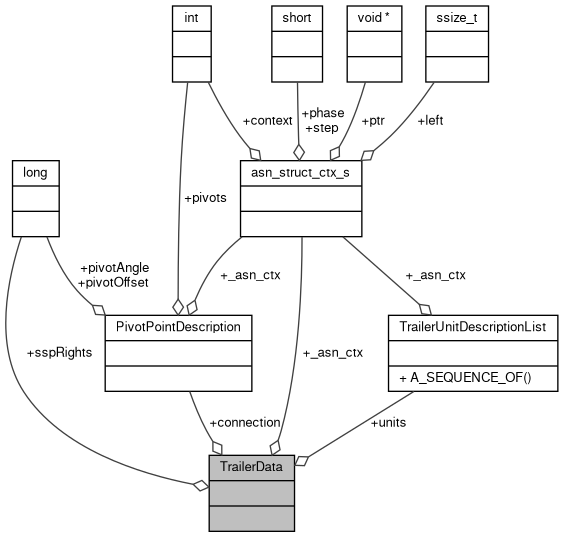 int
short
void *
ssize_t
+context
+phase
+step
+ptr
+left
long
asn_struct_ctx_s
+pivots
+pivotAngle
+pivotOffset
+_asn_ctx
+_asn_ctx
PivotPointDescription
TrailerUnitDescriptionList
+sspRights
+_asn_ctx
+ A_SEQUENCE_OF()
+connection
+units
TrailerData